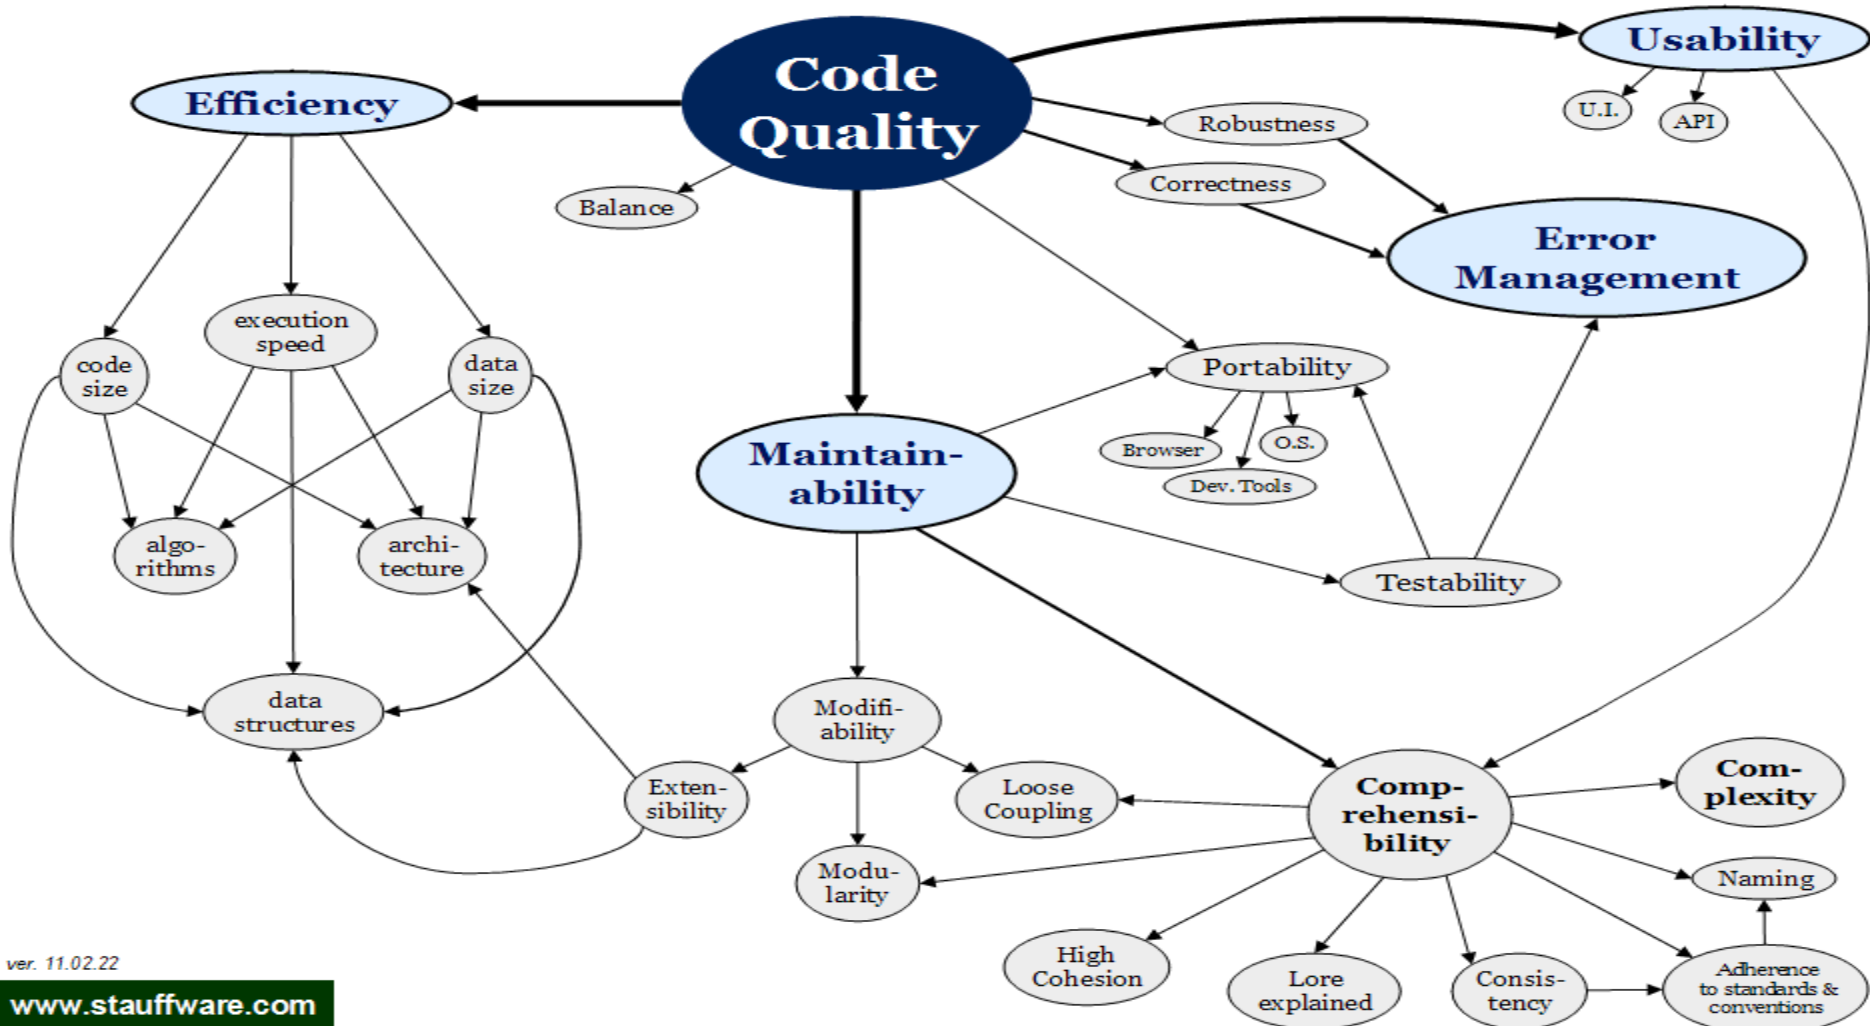 Code
Quality
Usability
Efficiency
U.I.
API
Robustness
Correctness
Balance
Error
Management
execution
speed
code
size
data
size
Portability
Browser
O.S.
Dev. Tools
Maintain-
ability
algo-
rithms
archi-
tecture
Testability
data
structures
Modifi-
ability
Exten-
sibility
Loose
Coupling
Comp-
rehensi-
bility
Com-
plexity
Modu-
larity
Naming
High
Cohesion
Lore
explained
Consis-
tency
Adherence
to standards &
conventions
ver. 11.02.22
www.stauffware.com